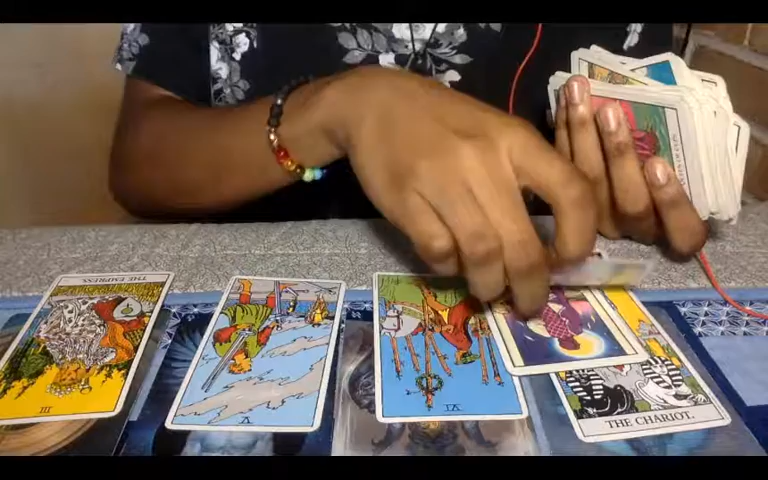 THE EMPRESS.
III
V
VI
THE CHARIOT.